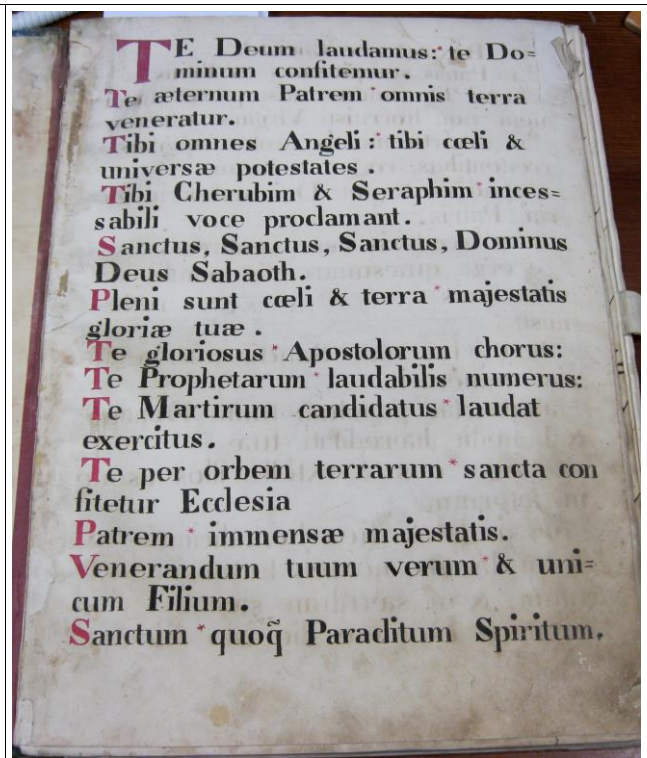 TE Deum laudamus:* te Do=
minum confitemur.
Te æternum Patrem * omnis terra
veneratur.
Tibi omnes Angeli :* tibi cœli &
universæ potestates .
Tibi Cherubim & Seraphim * inces=
sabili voce proclamant.
Sanctus, Sanctus, Sanctus, Dominus
Deus Sabaoth.
Pleni sunt cœli & terra * majestatis
gloriæ tuæ .
Te gloriosus * Apostolorum chorus:
Te Prophetarum * laudabilis numerus:
Te Martirum candidatus * laudat
exercitus.
Te per orbem terrarum * sancta con
fitetur Ecclesia
Patrem * immensæ majestatis.
Venerandum tuum verum * & uni=
cum Filium.
Sanctum * quoq̃ Paraclitum Spiritum.